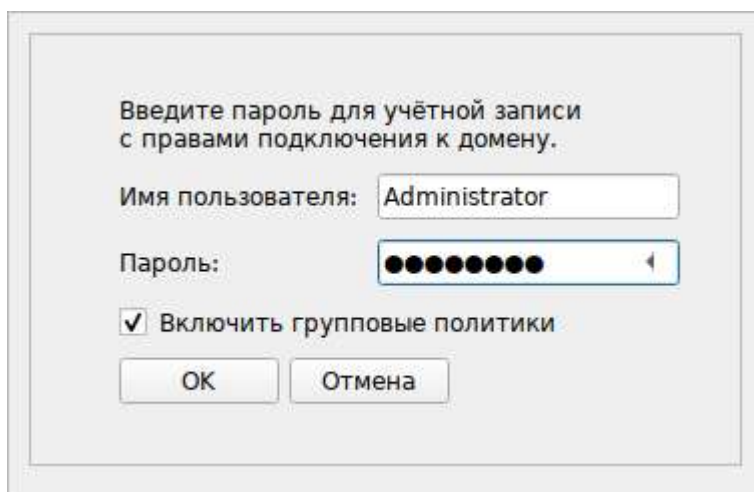 Введите пароль для учётной записи
с правами подключения к домену.
Имя пользователя: Administrator
Пароль: ●●●●●●●●
Включить групповые политики
OK Отмена